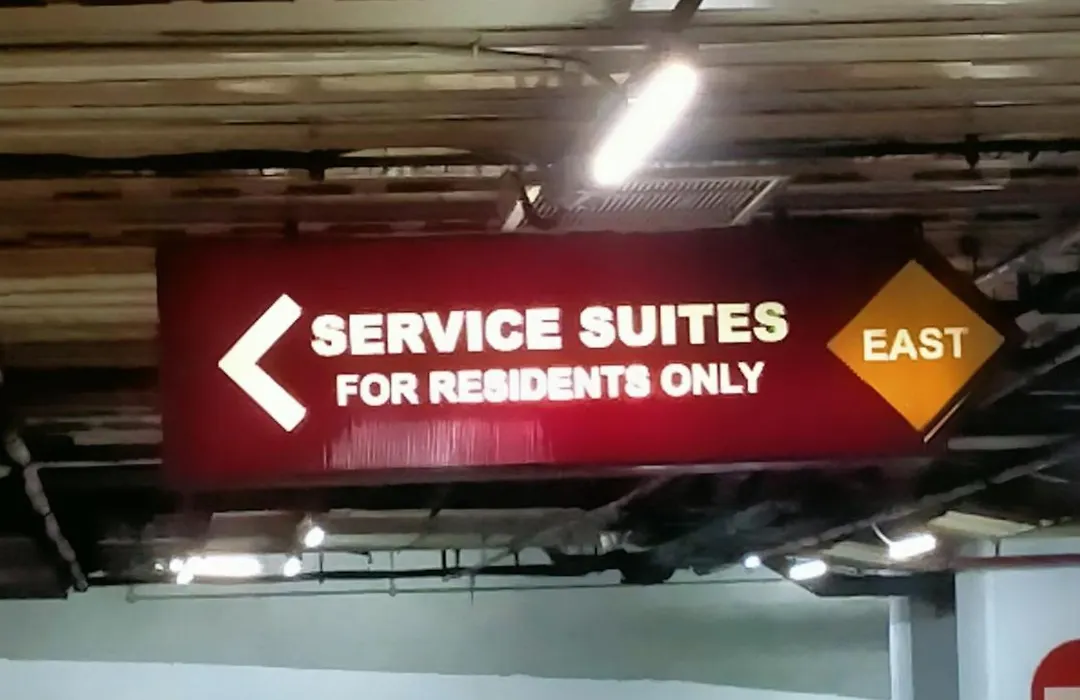 SERVICE SUITES
FOR RESIDENTS ONLY
EAST